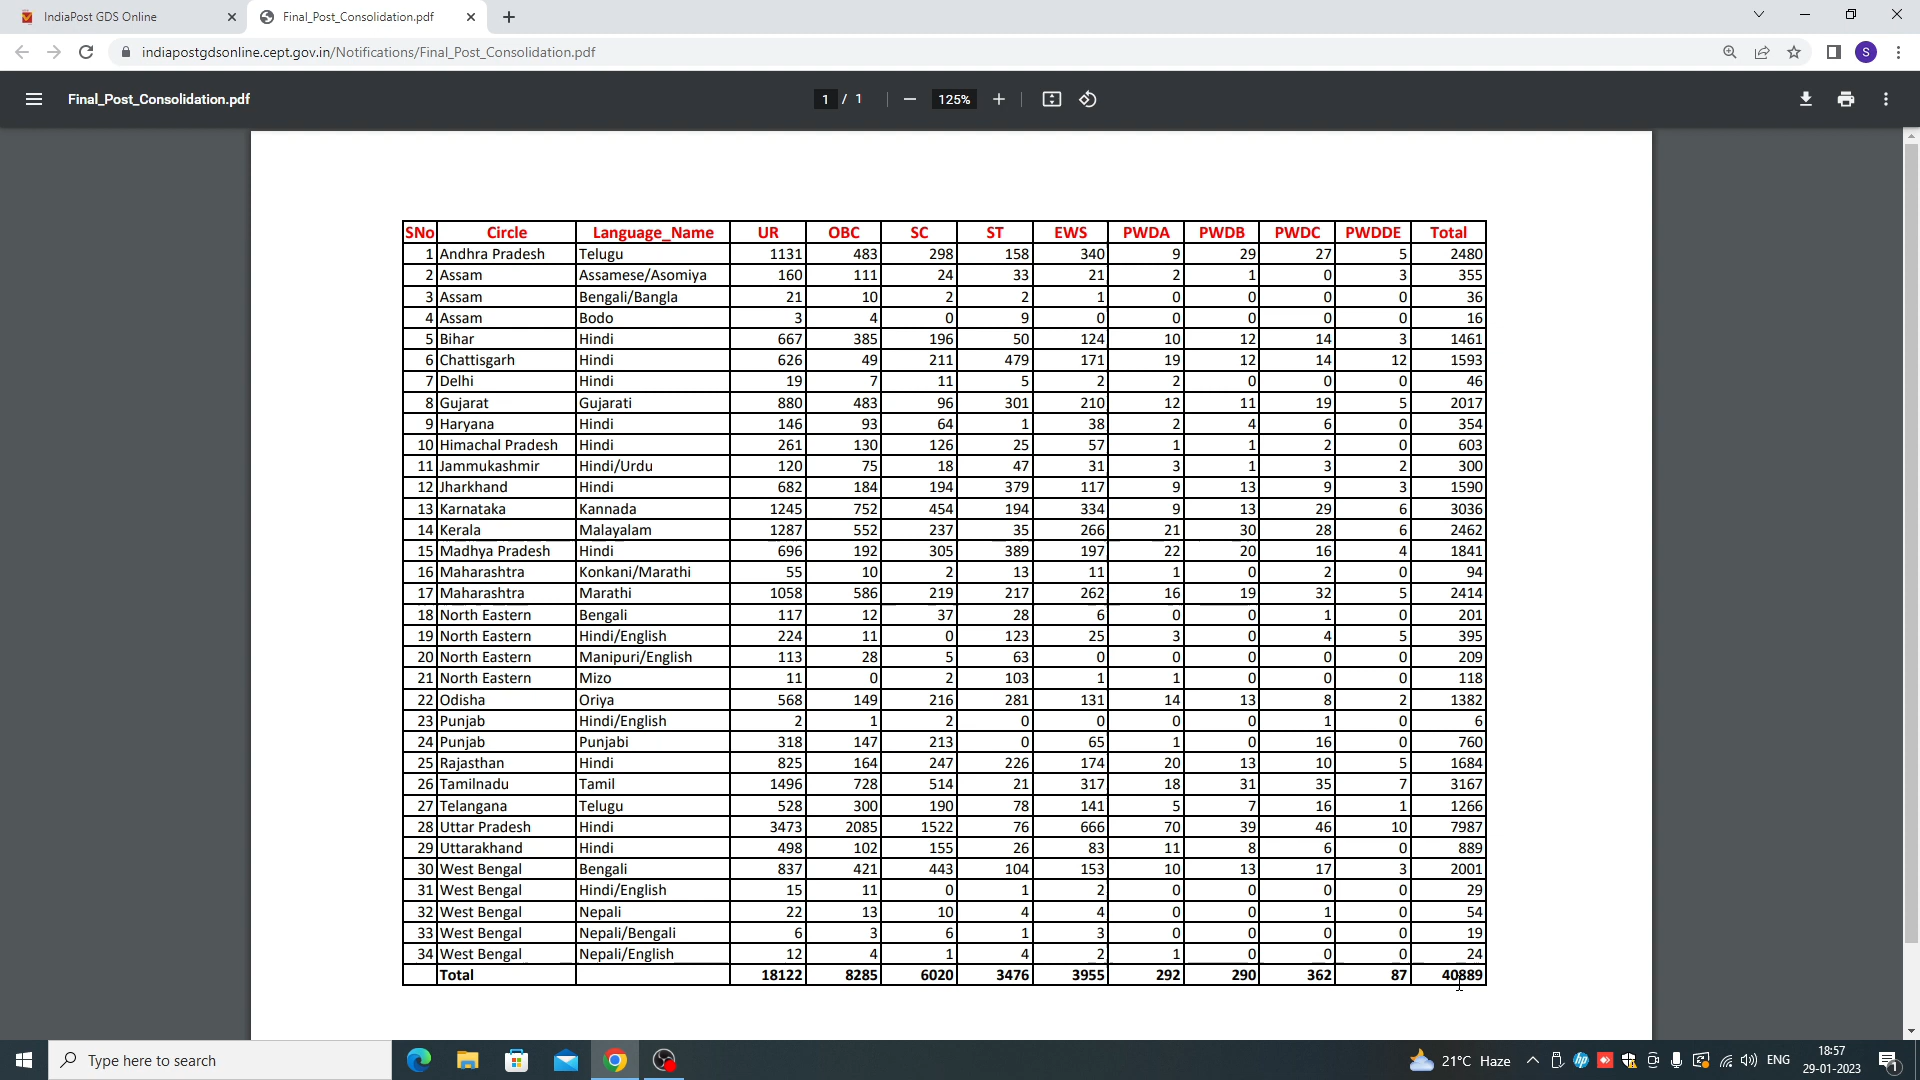 IndiaPost GDS Online
Final_Post_Consolidation.pdf
indiapostgdsonline.cept.gov.in/Notifications/Final_Post_Consolidation.pdf
S
Final_Post_Consolidation.pdf
1 / 1
125%
SNo Circle Language_Name UR OBC SC ST EWS PWDA PWDB PWDC PWDDE Total
1 Andhra Pradesh Telugu 1131 483 298 158 340 9 29 27 5 2480
2 Assam Assamese/Asomiya 160 111 24 33 21 2 1 0 3 355
3 Assam Bengali/Bangla 21 10 2 2 1 0 0 0 0 36
4 Assam Bodo 3 4 0 9 0 0 0 0 0 16
5 Bihar Hindi 667 385 196 50 124 10 12 14 3 1461
6 Chattisgarh Hindi 626 49 211 479 171 19 12 14 12 1593
7 Delhi Hindi 19 7 11 5 2 2 0 0 0 46
8 Gujarat Gujarati 880 483 96 301 210 12 11 19 5 2017
9 Haryana Hindi 146 93 64 1 38 2 4 6 0 354
10 Himachal Pradesh Hindi 261 130 126 25 57 1 1 2 0 603
11 Jammukashmir Hindi/Urdu 120 75 18 47 31 3 1 3 2 300
12 Jharkhand Hindi 682 184 194 379 117 9 13 9 3 1590
13 Karnataka Kannada 1245 752 454 194 334 9 13 29 6 3036
14 Kerala Malayalam 1287 552 237 35 266 21 30 28 6 2462
15 Madhya Pradesh Hindi 696 192 305 389 197 22 20 16 4 1841
16 Maharashtra Konkani/Marathi 55 10 2 13 11 1 0 2 0 94
17 Maharashtra Marathi 1058 586 219 217 262 16 19 32 5 2414
18 North Eastern Bengali 117 12 37 28 6 0 0 1 0 201
19 North Eastern Hindi/English 224 11 0 123 25 3 0 4 5 395
20 North Eastern Manipuri/English 113 28 5 63 0 0 0 0 0 209
21 North Eastern Mizo 11 0 2 103 1 1 0 0 0 118
22 Odisha Oriya 568 149 216 281 131 14 13 8 2 1382
23 Punjab Hindi/English 2 1 2 0 0 0 0 1 0 6
24 Punjab Punjabi 318 147 213 0 65 1 0 16 0 760
25 Rajasthan Hindi 825 164 247 226 174 20 13 10 5 1684
26 Tamilnadu Tamil 1496 728 514 21 317 18 31 35 7 3167
27 Telangana Telugu 528 300 190 78 141 5 7 16 1 1266
28 Uttar Pradesh Hindi 3473 2085 1522 76 666 70 39 46 10 7987
29 Uttarakhand Hindi 498 102 155 26 83 11 8 6 0 889
30 West Bengal Bengali 837 421 443 104 153 10 13 17 3 2001
31 West Bengal Hindi/English 15 11 0 1 2 0 0 0 0 29
32 West Bengal Nepali 22 13 10 4 4 0 0 1 0 54
33 West Bengal Nepali/Bengali 6 3 6 1 3 0 0 0 0 19
34 West Bengal Nepali/English 12 4 1 4 2 1 0 0 0 24
Total 18122 8285 6020 3476 3955 292 290 362 87 40889
Type here to search
21°C Haze
ENG
18:57
29-01-2023
1